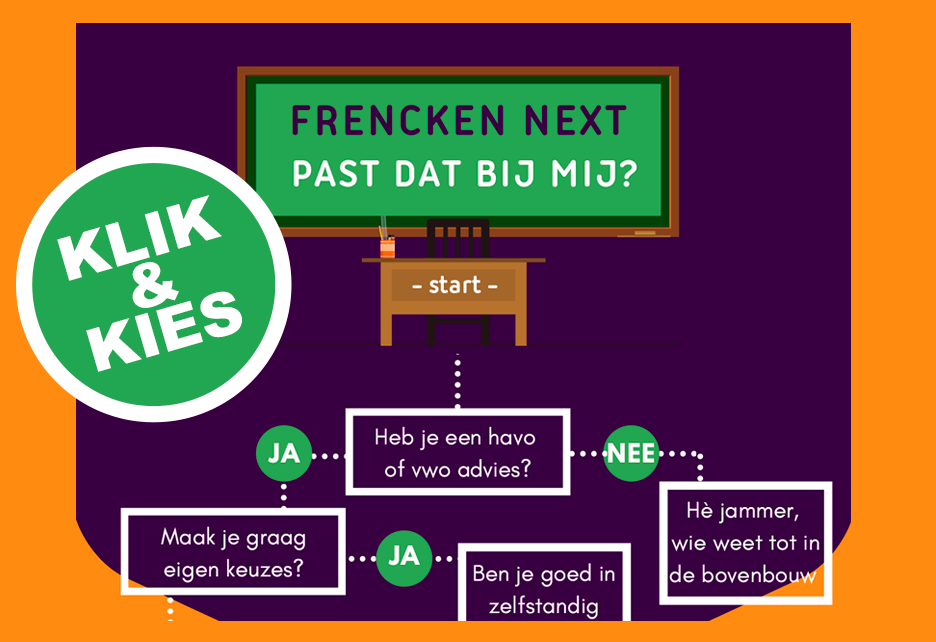 FRENCKEN NEXT
PAST DAT BIJ MIJ?
KLIK
&
KIES
- start -
Heb je een havo
of vwo advies?
JA
NEE
Hè jammer,
wie weet tot in
de bovenbouw
Maak je graag
eigen keuzes?
JA
Ben je goed in
zelfstandig